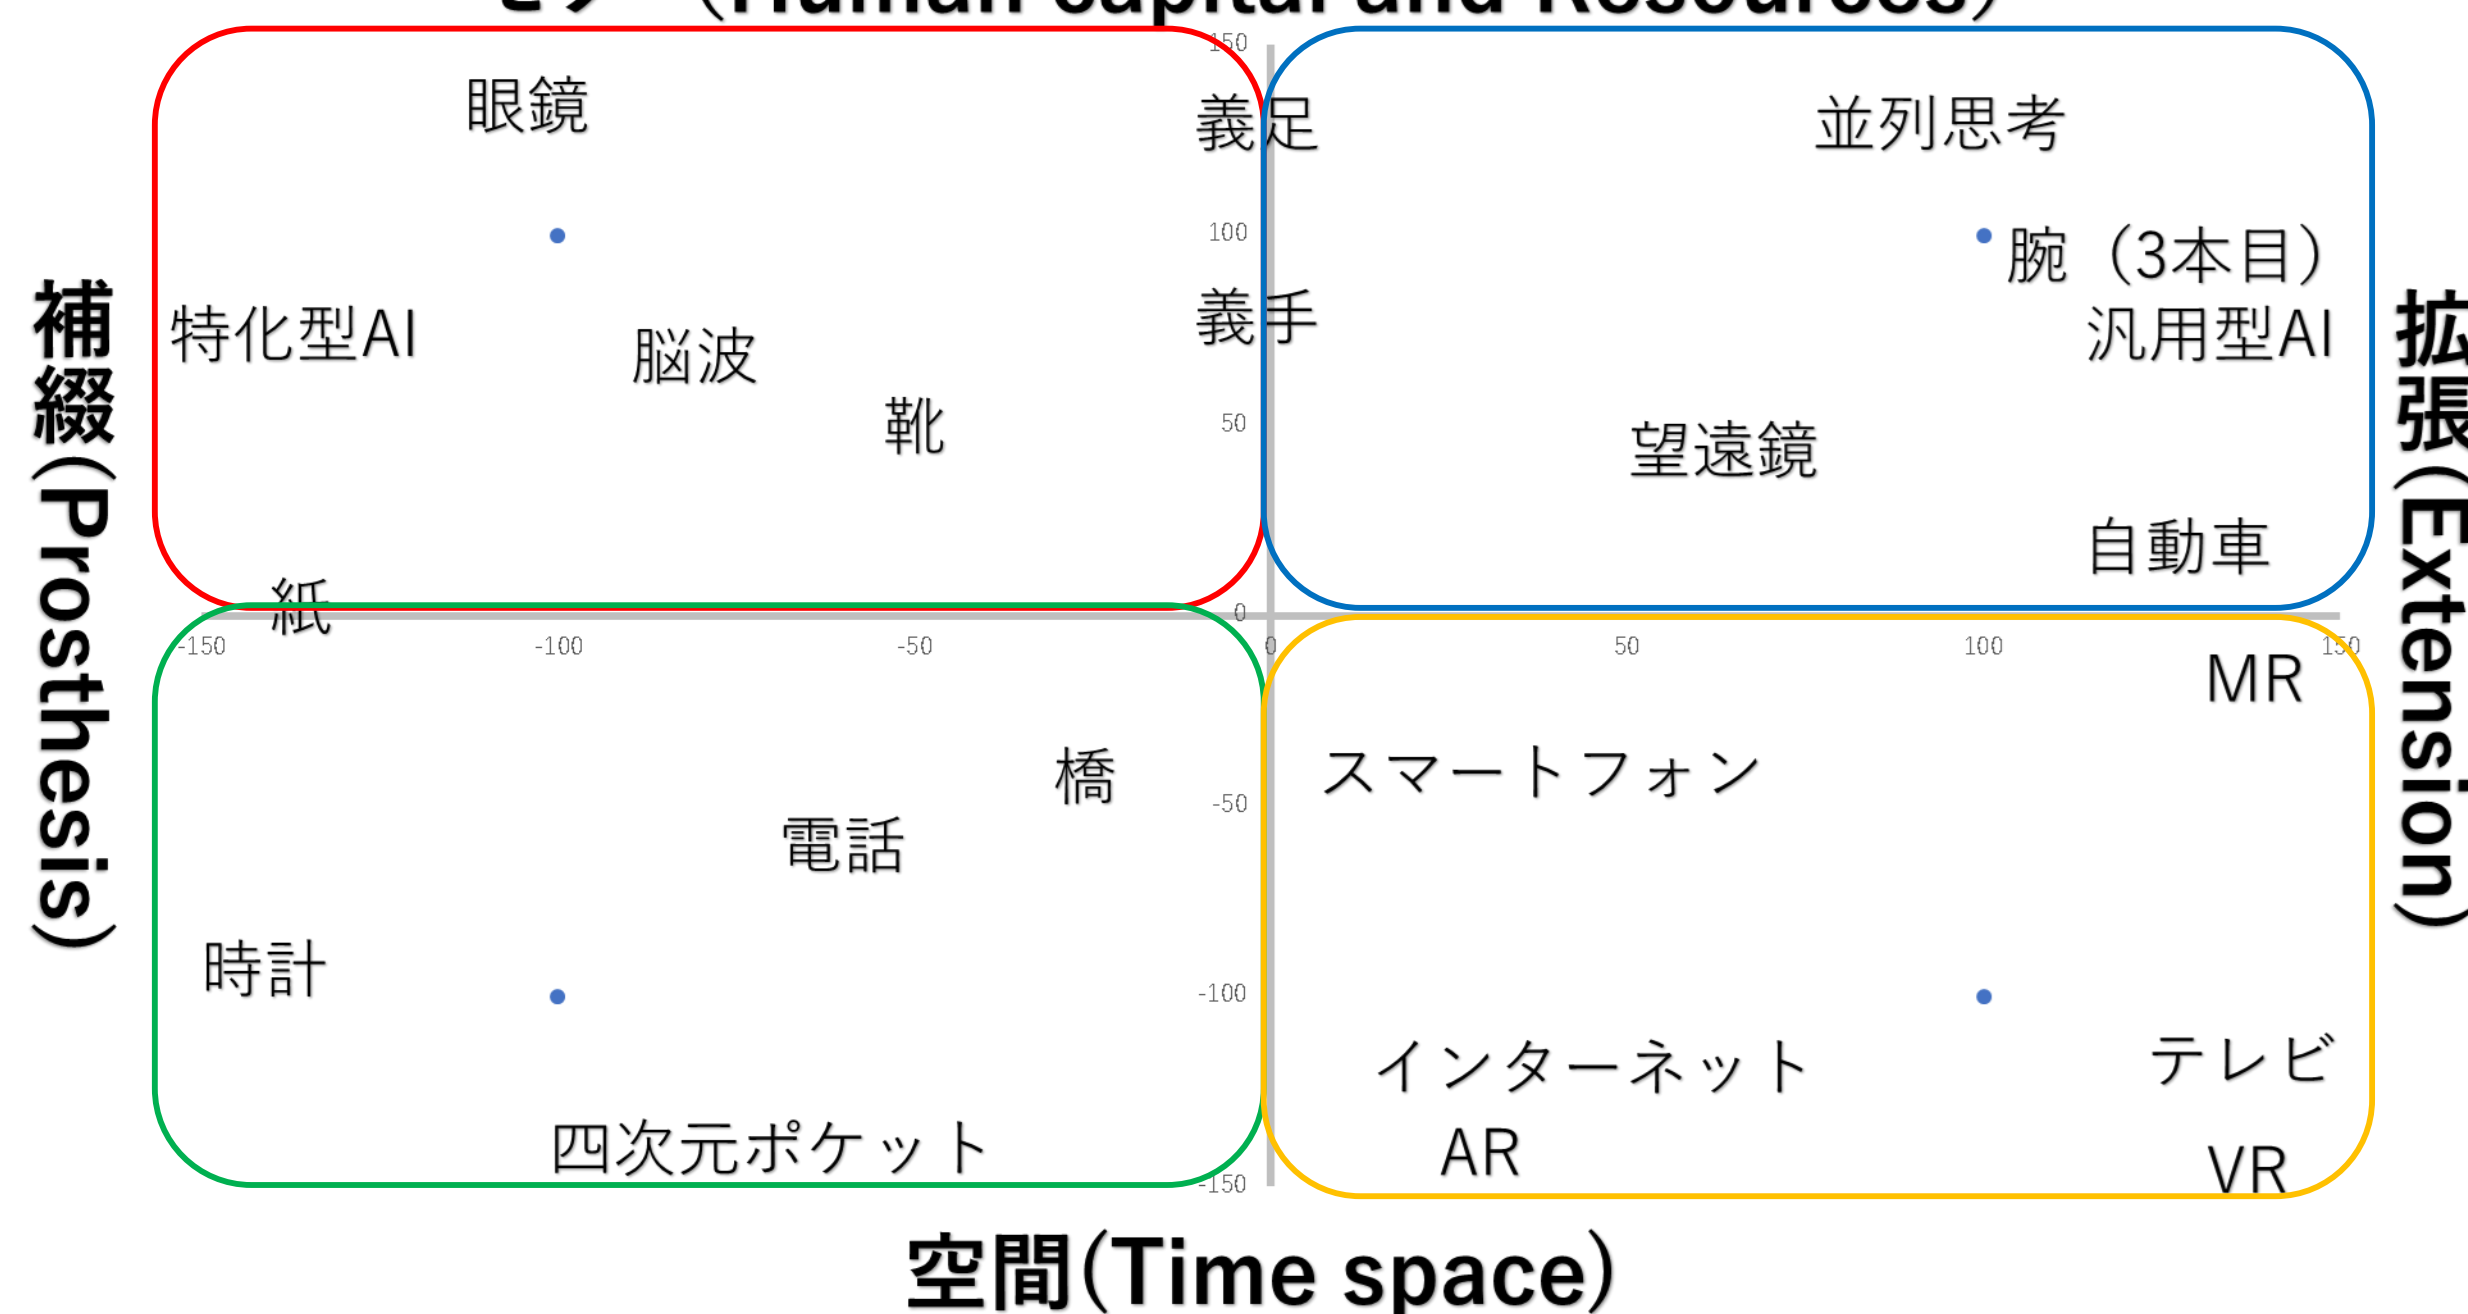 (Human capital and Resources)
150
眼鏡
義足
並列思考
100
腕（3本目）
特化型AI
脳波
義手
汎用型AI
靴
50
望遠鏡
自動車
紙
0
-150
-100
-50
0
50
100
150
MR
橋
-50
スマートフォン
電話
時計
-100
インターネット
テレビ
四次元ポケット
AR
-150
VR
補綴(Prosthesis)
拡張(Extension)
空間(Time space)